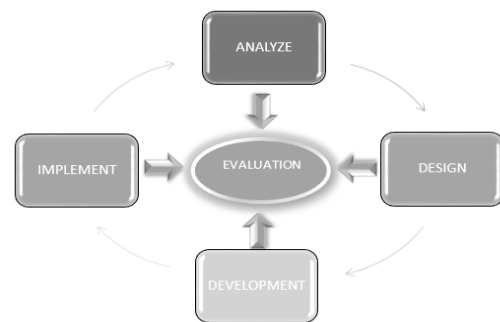 ANALYZE
IMPLEMENT
EVALUATION
DESIGN
DEVELOPMENT